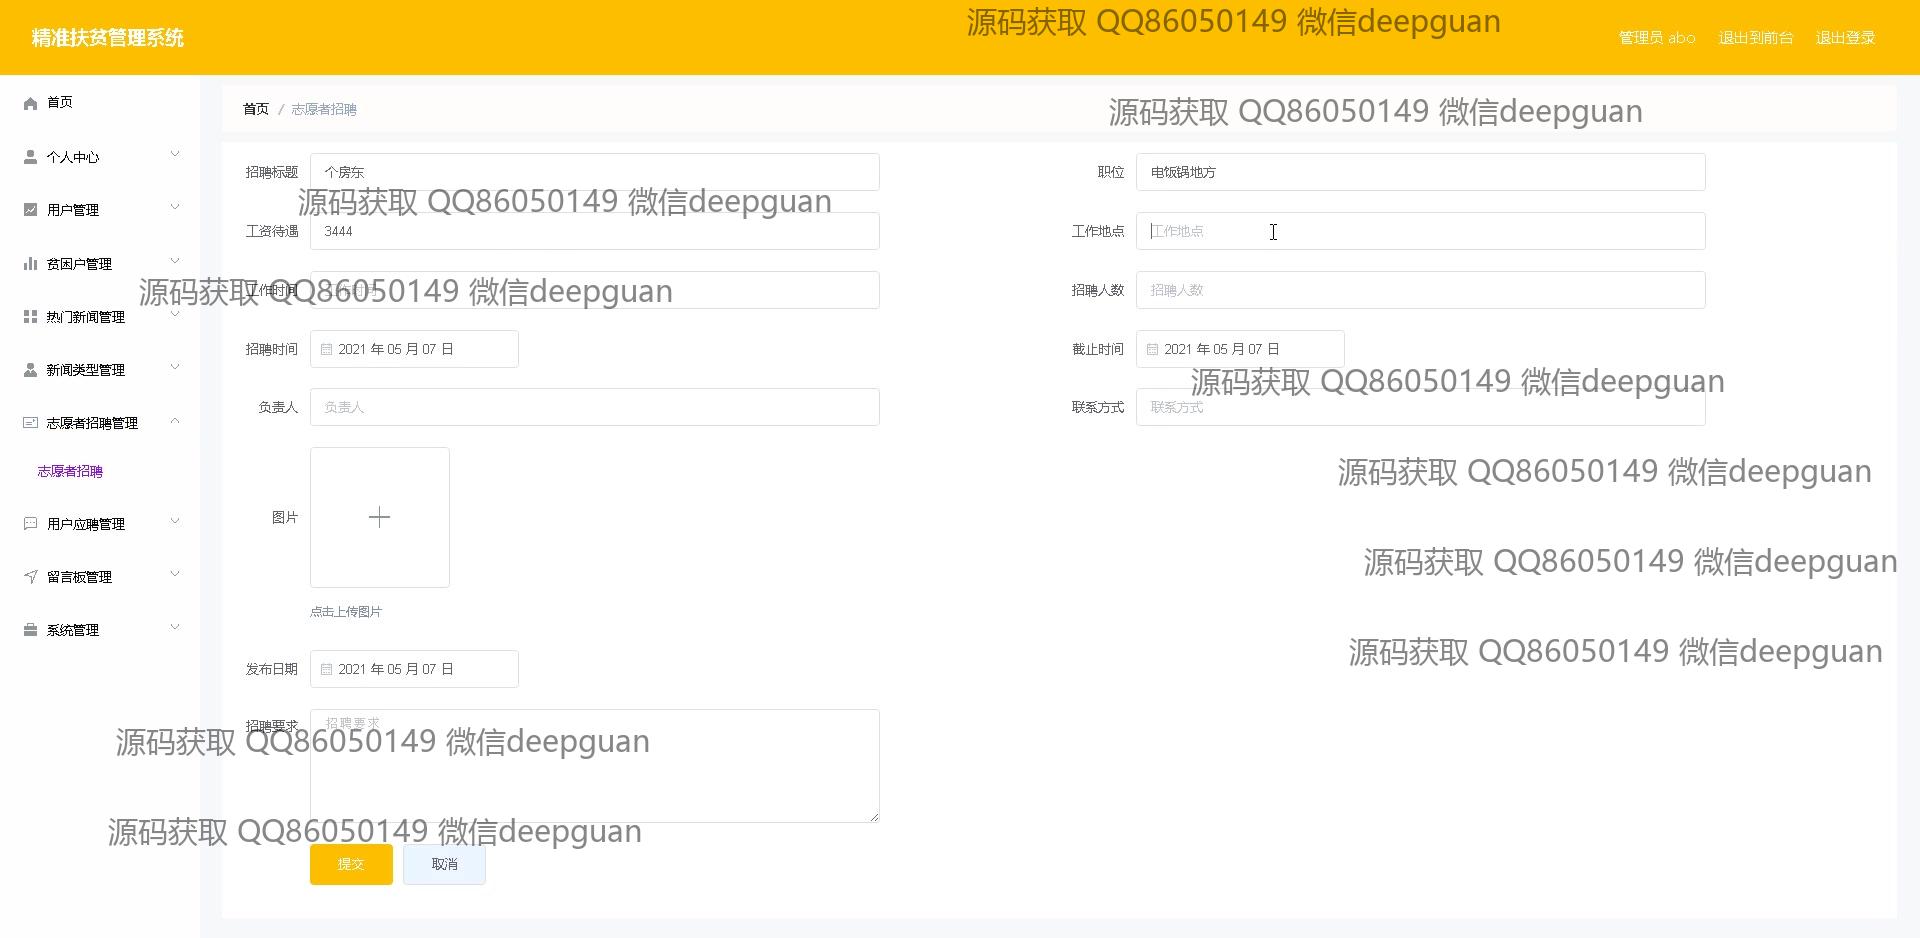 源码获取 QQ86050149 微信deepguan
精准扶贫管理系统
管理员 abo 退出到前台 退出登录
首页
首页 / 志愿者招聘
源码获取 QQ86050149 微信deepguan
个人中心
招聘标题 个房东 职位 电饭锅地方
源码获取 QQ86050149 微信deepguan
用户管理
工资待遇 3444 工作地点 工作地点
贫困户管理
源码获取 QQ86050149 微信deepguan
工作时间 工作时间 招聘人数 招聘人数
热门新闻管理
招聘时间 2021 年 05 月 07 日 截止时间 2021 年 05 月 07 日
新闻类型管理
源码获取 QQ86050149 微信deepguan
负责人 负责人 联系方式 联系方式
志愿者招聘管理
志愿者招聘
源码获取 QQ86050149 微信deepguan
图片
用户应聘管理
源码获取 QQ86050149 微信deepguan
留言板管理
点击上传图片
系统管理
源码获取 QQ86050149 微信deepguan
发布日期 2021 年 05 月 07 日
招聘要求 招聘要求
源码获取 QQ86050149 微信deepguan
源码获取 QQ86050149 微信deepguan
提交 取消